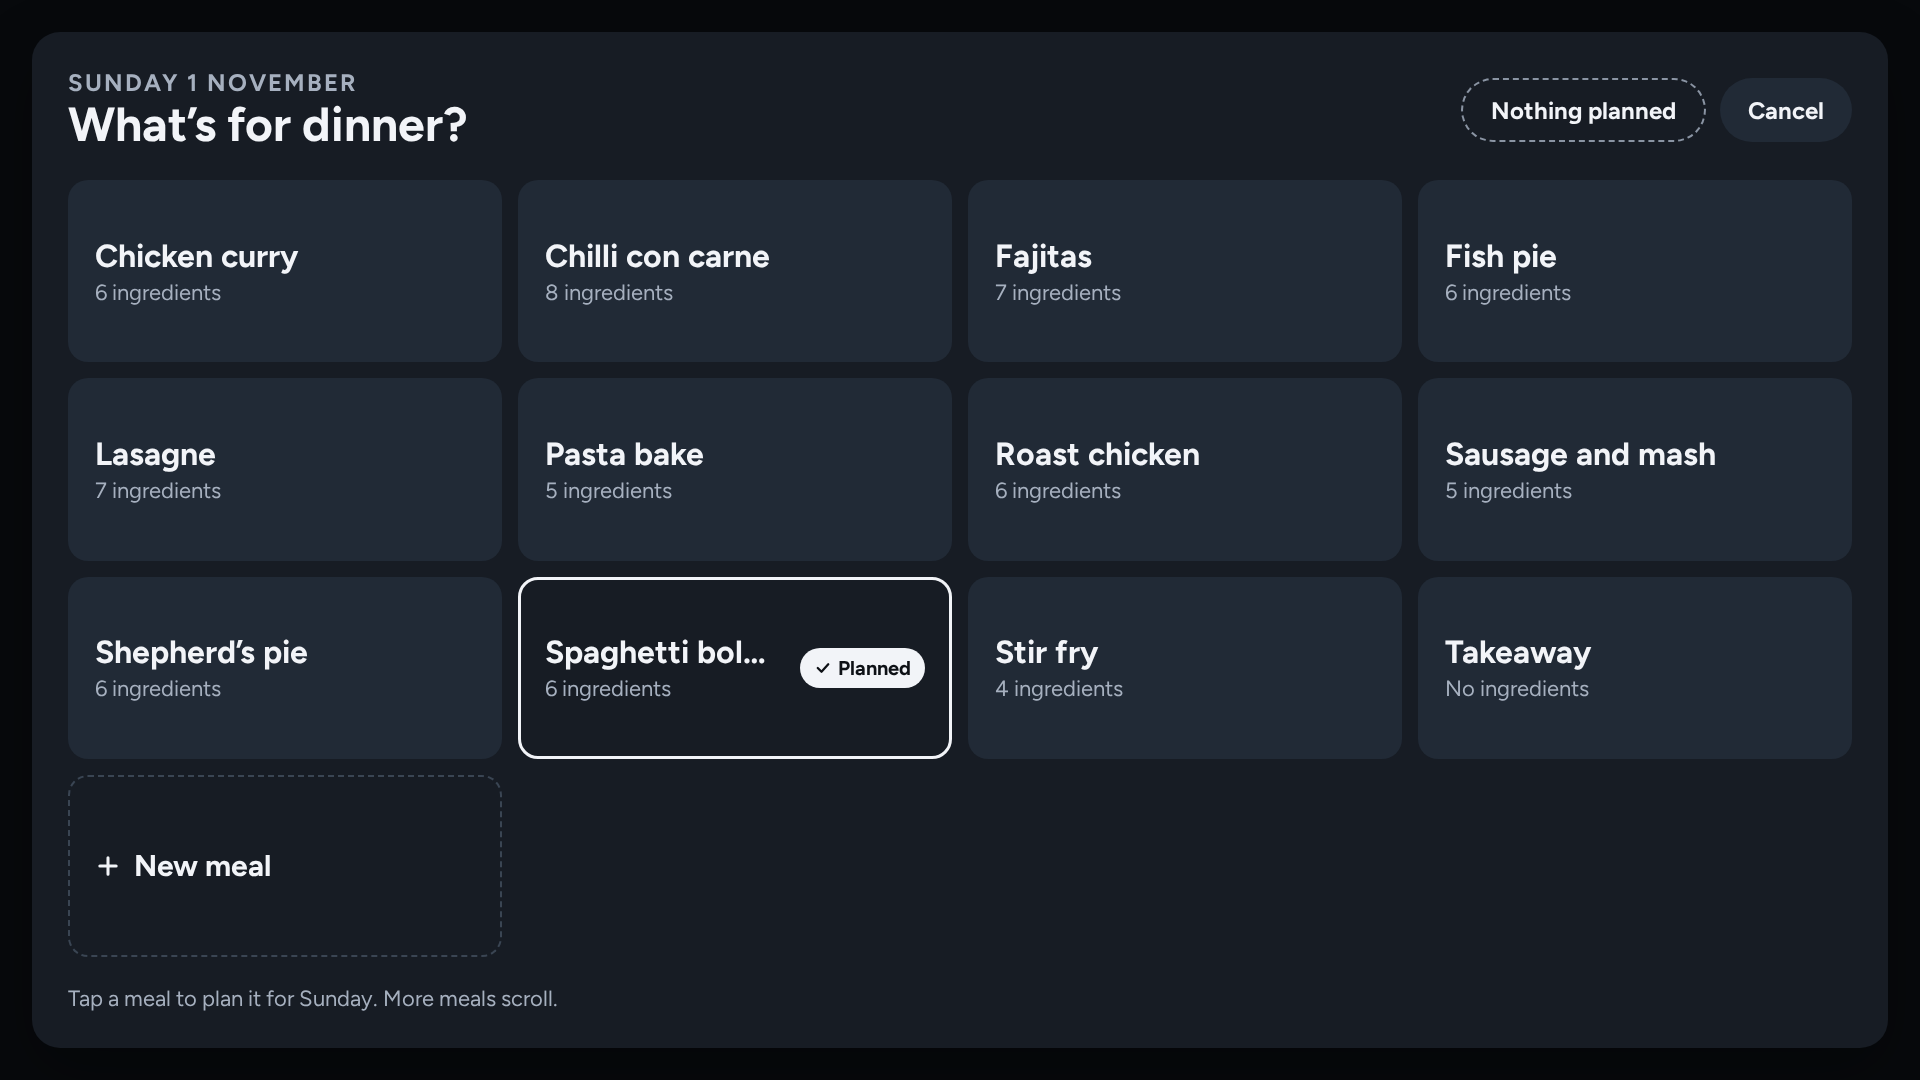 SUNDAY 1 NOVEMBER
What’s for dinner?
Nothing planned
Cancel
Chicken curry
6 ingredients
Chilli con carne
8 ingredients
Fajitas
7 ingredients
Fish pie
6 ingredients
Lasagne
7 ingredients
Pasta bake
5 ingredients
Roast chicken
6 ingredients
Sausage and mash
5 ingredients
Shepherd’s pie
6 ingredients
Spaghetti bol...
6 ingredients
Planned
Stir fry
4 ingredients
Takeaway
No ingredients
New meal
Tap a meal to plan it for Sunday. More meals scroll.